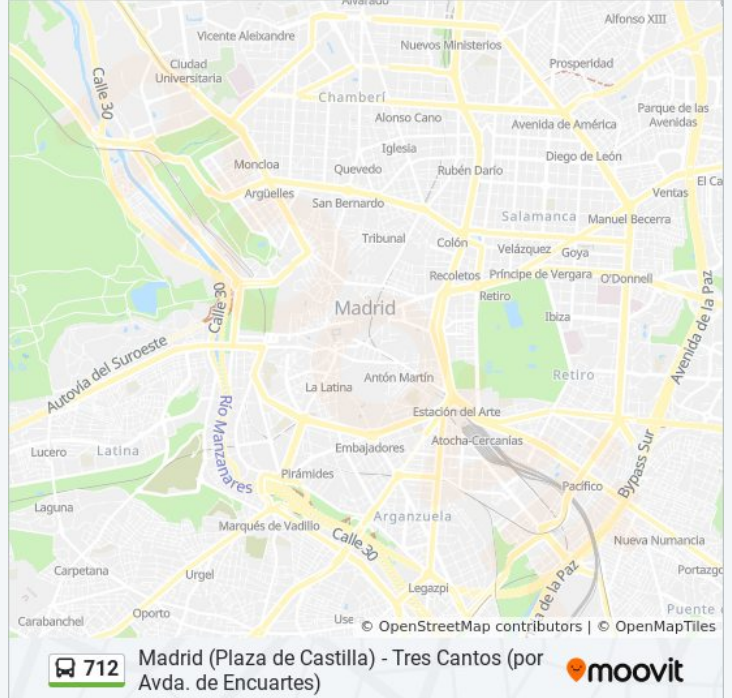 Alvarado
Alfonso XIII
Vicente Aleixandre
Nuevos Ministerios
Ciudad
Universitaria
Prosperidad
Calle 30
Chamberí
Parque de las
Avenidas
Alonso Cano
Avenida de América
Iglesia
Diego de León
Moncloa
Quevedo
Rubén Darío
El Ca
Argüelles
Ventas
San Bernardo
Salamanca
Manuel Becerra
Tribunal
Colón
Velázquez
Goya
Recoletos
Príncipe de Vergara
O'Donnell
Retiro
Calle 30
Madrid
Ibiza
Avenida de la Paz
Autovía del Suroeste
Antón Martín
Retiro
La Latina
Estación del Arte
Río Manzanares
Atocha-Cercanías
Embajadores
Lucero
Latina
Bypass Sur
Pirámides
Pacífico
Laguna
Arganzuela
Marqués de Vadillo
Calle 30
Nueva Numancia
Carpetana
Urgel
Portazgo
a de la Paz
Legazpi
Oporto
Puente
Carabanchel
Use
© OpenStreetMap contributors | © OpenMapTiles
712
Madrid (Plaza de Castilla) - Tres Cantos (por
Avda. de Encuartes)
moovit